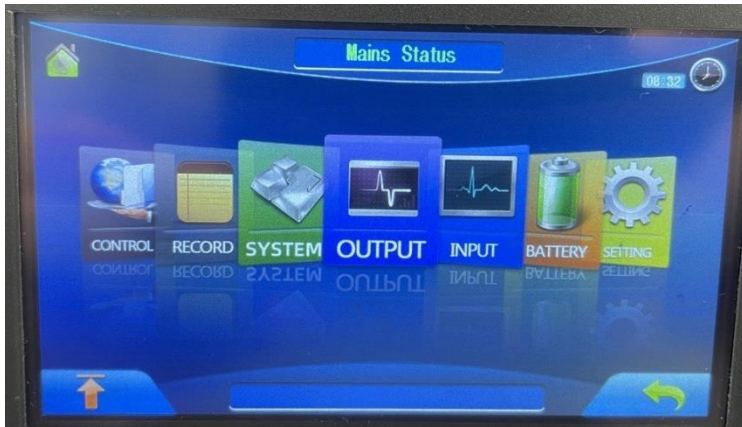 Mains Status
08:32
CONTROL RECORD SYSTEM OUTPUT INPUT BATTERY SETTING